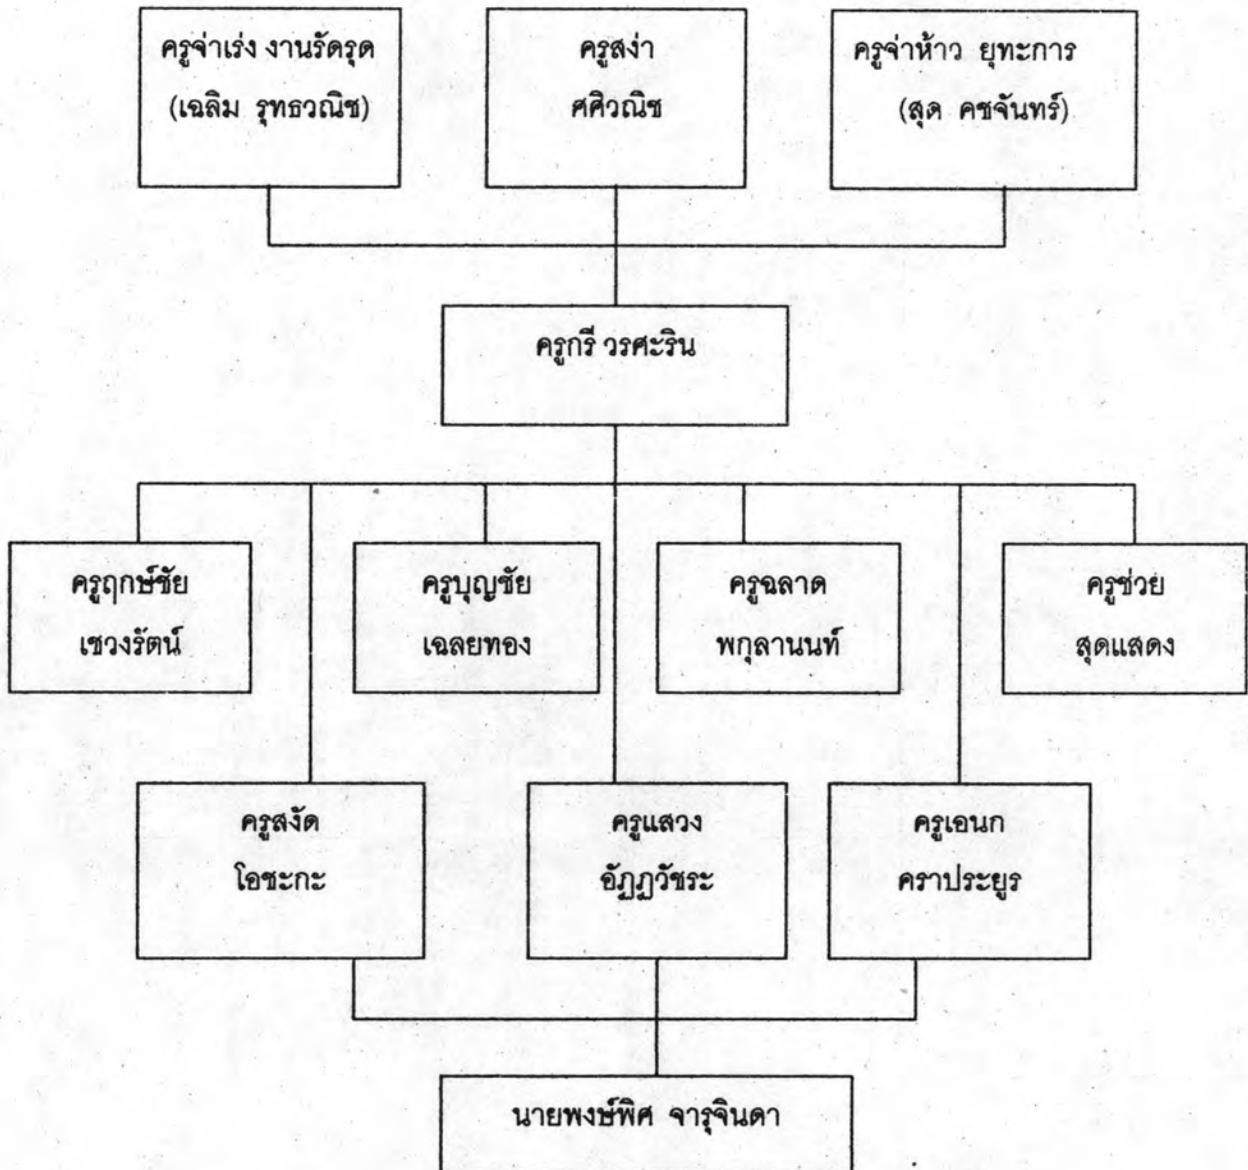 ครูจ่าเร่ง งานรัดรุด
(เฉลิม รุทธวณิช)
ครูสง่า
ศศิวณิช
ครูจ่าห้าว ยุทะการ
(สุด คชจันทร์)
ครูกรี วรศะริน
ครูฤกษ์ชัย
เชวงรัตน์
ครูบุญชัย
เฉลยทอง
ครูฉลาด
พกุลานนท์
ครูช่วย
สุดแสดง
ครูสงัด
โอชะกะ
ครูแสวง
อัฏฏวัชระ
ครูเอนก
คราประยูร
นายพงษ์พิศ จารุจินดา